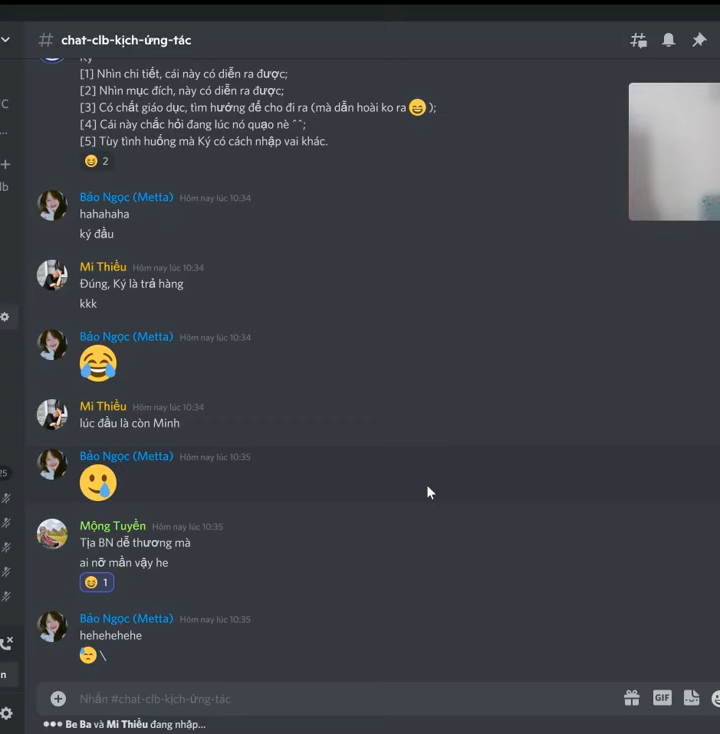 chat-clb-kịch-ứng-tác
Ký
[1] Nhìn chi tiết, cái này có diễn ra được;
[2] Nhìn mục đích, này có diễn ra được;
[3] Có chất giáo dục, tìm hướng để cho đi ra (mà dẫn hoài ko ra );
[4] Cái này chắc hỏi đang lúc nó quạo nè ^^;
[5] Tùy tình huống mà Ký có cách nhập vai khác.
2
Bảo Ngọc (Metta) Hôm nay lúc 10:34
hahahaha
ký đầu
Mi Thiều Hôm nay lúc 10:34
Đúng, Ký là trả hàng
kkk
Bảo Ngọc (Metta) Hôm nay lúc 10:34
Mi Thiều Hôm nay lúc 10:34
lúc đầu là còn Minh
Bảo Ngọc (Metta) Hôm nay lúc 10:35
Mộng Tuyền Hôm nay lúc 10:35
Tịa BN dễ thương mà
ai nỡ mần vậy he
1
Bảo Ngọc (Metta) Hôm nay lúc 10:35
hehehehehe
\
Nhắn #chat-clb-kịch-ứng-tác
GIF
Be Ba và Mi Thiều đang nhập...
C
...
lb
25
n